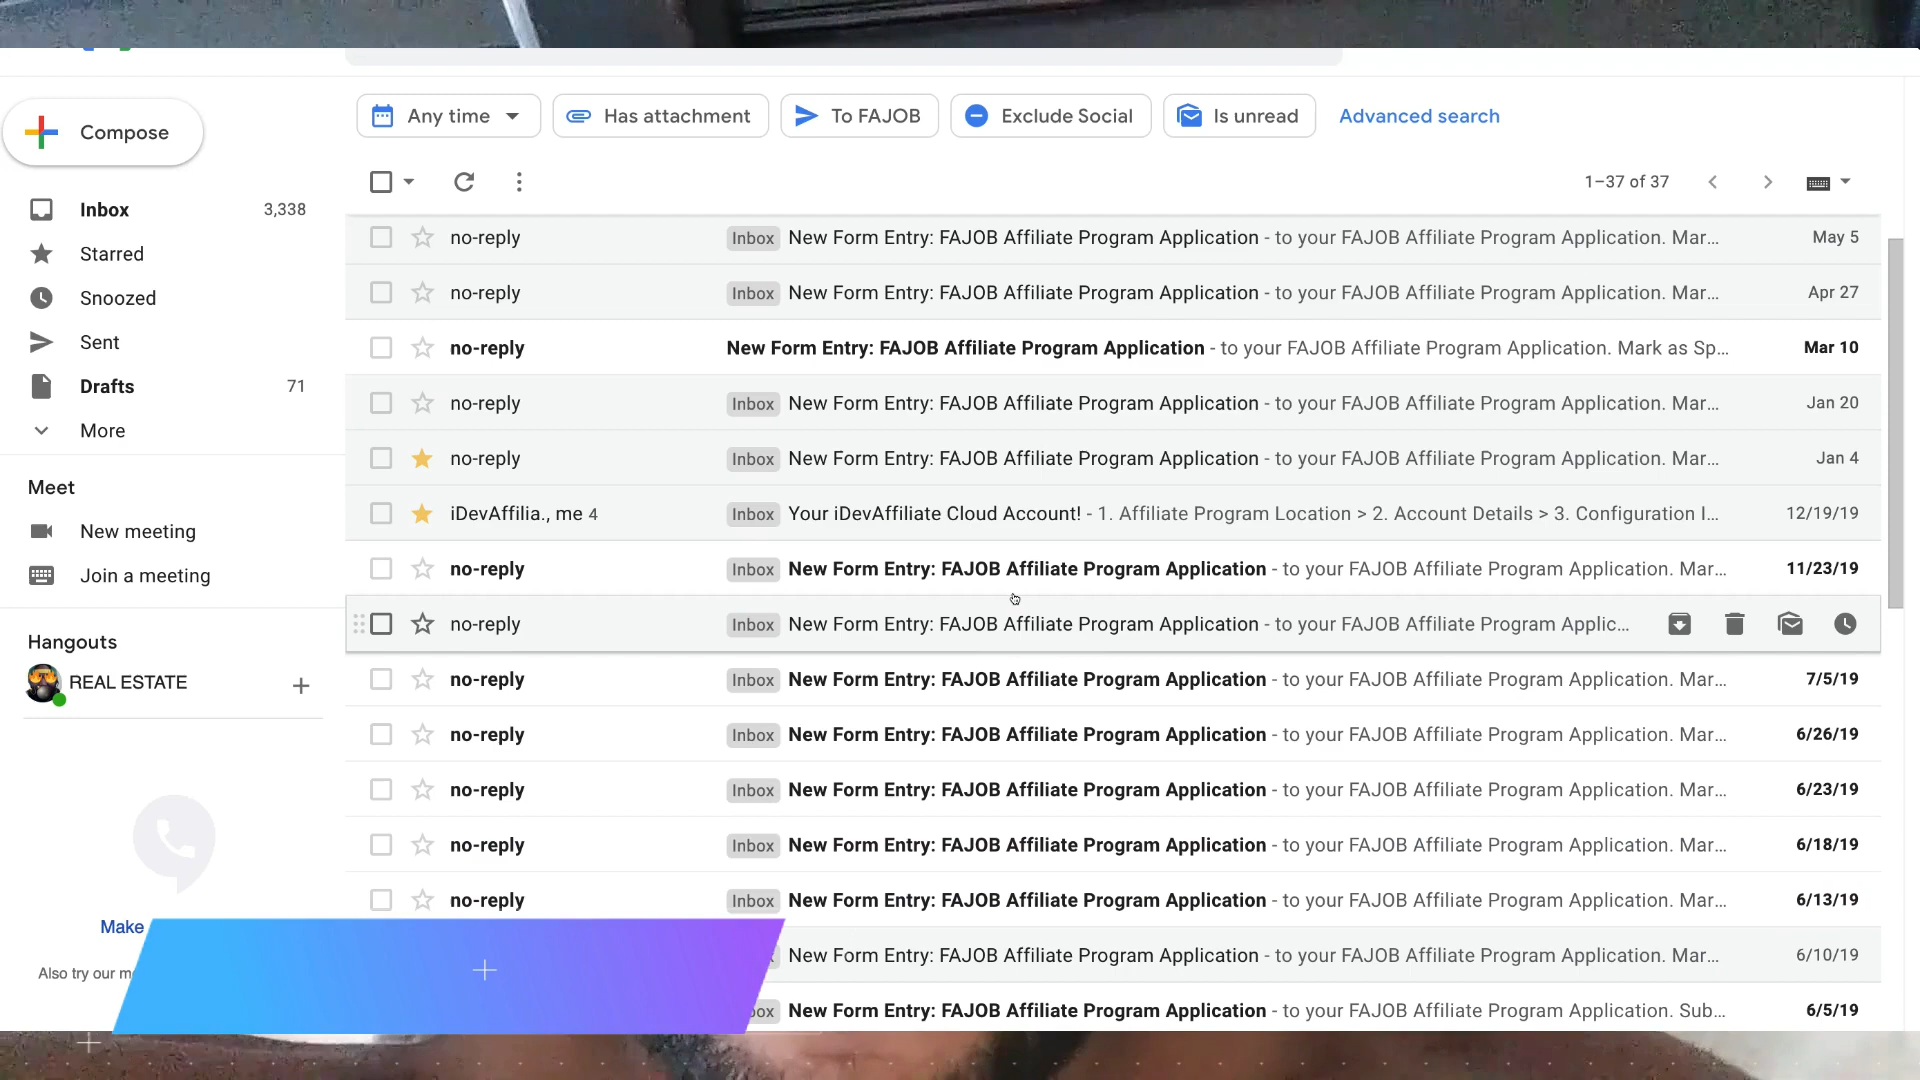 Any time
Has attachment
To FAJOB
Exclude Social
Is unread
Advanced search
Compose
1–37 of 37
Inbox 3,338
Starred
Snoozed
Sent
Drafts 71
More
Meet
New meeting
Join a meeting
Hangouts
REAL ESTATE
Make
Also try our m
no-reply Inbox New Form Entry: FAJOB Affiliate Program Application - to your FAJOB Affiliate Program Application. Mar... May 5
no-reply Inbox New Form Entry: FAJOB Affiliate Program Application - to your FAJOB Affiliate Program Application. Mar... Apr 27
no-reply New Form Entry: FAJOB Affiliate Program Application - to your FAJOB Affiliate Program Application. Mark as Sp... Mar 10
no-reply Inbox New Form Entry: FAJOB Affiliate Program Application - to your FAJOB Affiliate Program Application. Mar... Jan 20
no-reply Inbox New Form Entry: FAJOB Affiliate Program Application - to your FAJOB Affiliate Program Application. Mar... Jan 4
iDevAffilia., me 4 Inbox Your iDevAffiliate Cloud Account! - 1. Affiliate Program Location > 2. Account Details > 3. Configuration I... 12/19/19
no-reply Inbox New Form Entry: FAJOB Affiliate Program Application - to your FAJOB Affiliate Program Application. Mar... 11/23/19
no-reply Inbox New Form Entry: FAJOB Affiliate Program Application - to your FAJOB Affiliate Program Applic...
no-reply Inbox New Form Entry: FAJOB Affiliate Program Application - to your FAJOB Affiliate Program Application. Mar... 7/5/19
no-reply Inbox New Form Entry: FAJOB Affiliate Program Application - to your FAJOB Affiliate Program Application. Mar... 6/26/19
no-reply Inbox New Form Entry: FAJOB Affiliate Program Application - to your FAJOB Affiliate Program Application. Mar... 6/23/19
no-reply Inbox New Form Entry: FAJOB Affiliate Program Application - to your FAJOB Affiliate Program Application. Mar... 6/18/19
no-reply Inbox New Form Entry: FAJOB Affiliate Program Application - to your FAJOB Affiliate Program Application. Mar... 6/13/19
New Form Entry: FAJOB Affiliate Program Application - to your FAJOB Affiliate Program Application. Mar... 6/10/19
box New Form Entry: FAJOB Affiliate Program Application - to your FAJOB Affiliate Program Application. Sub... 6/5/19